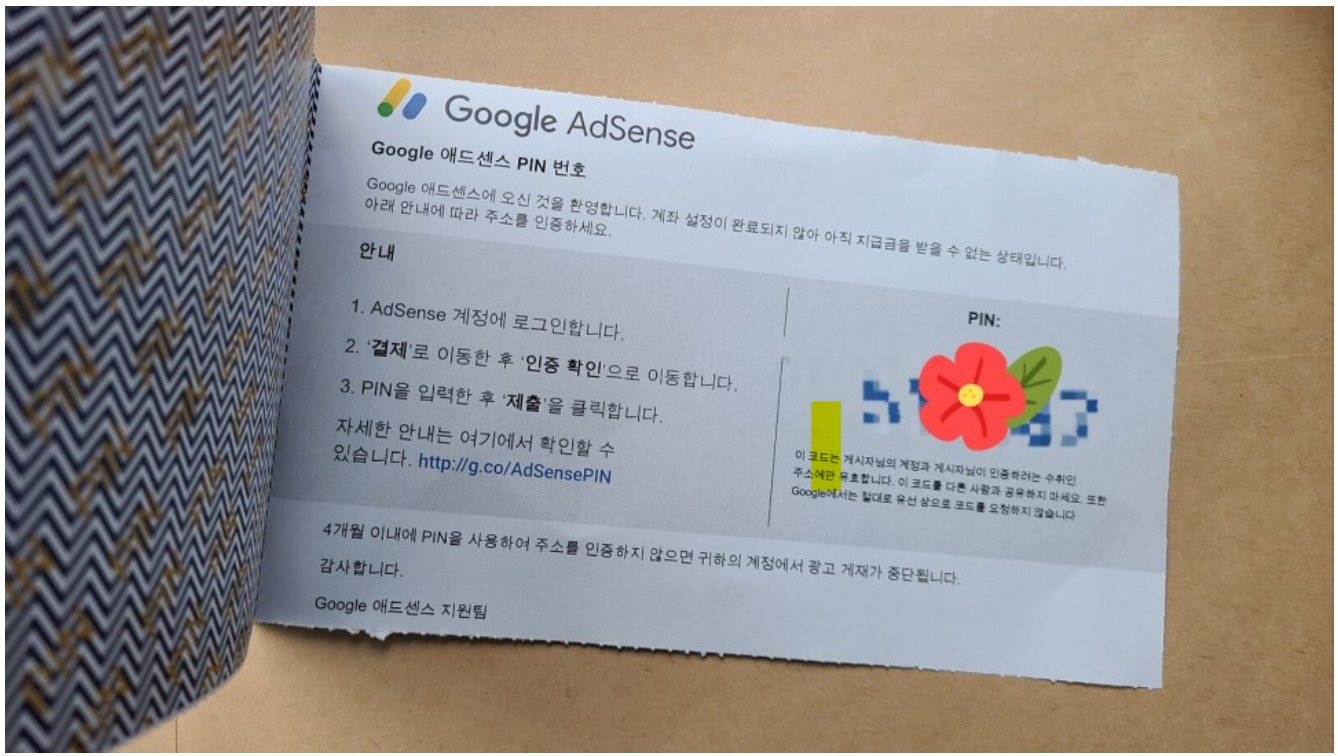 Google AdSense
Google 애드센스 PIN 번호
Google 애드센스에 오신 것을 환영합니다. 계좌 설정이 완료되지 않아 아직 지급금을 받을 수 없는 상태입니다.
아래 안내에 따라 주소를 인증하세요.
안내
1. AdSense 계정에 로그인합니다.
2. '결제'로 이동한 후 '인증 확인'으로 이동합니다.
3. PIN을 입력한 후 '제출'을 클릭합니다.
자세한 안내는 여기에서 확인할 수
있습니다. http://g.co/AdSensePIN
PIN:
이 코드는 게시자님의 계정과 게시자님이 인증하려는 수취인
주소에만 유효합니다. 이 코드를 다른 사람과 공유하지 마세요. 또한
Google에서는 절대로 유선 상으로 코드를 요청하지 않습니다
4개월 이내에 PIN을 사용하여 주소를 인증하지 않으면 귀하의 계정에서 광고 게재가 중단됩니다.
감사합니다.
Google 애드센스 지원팀